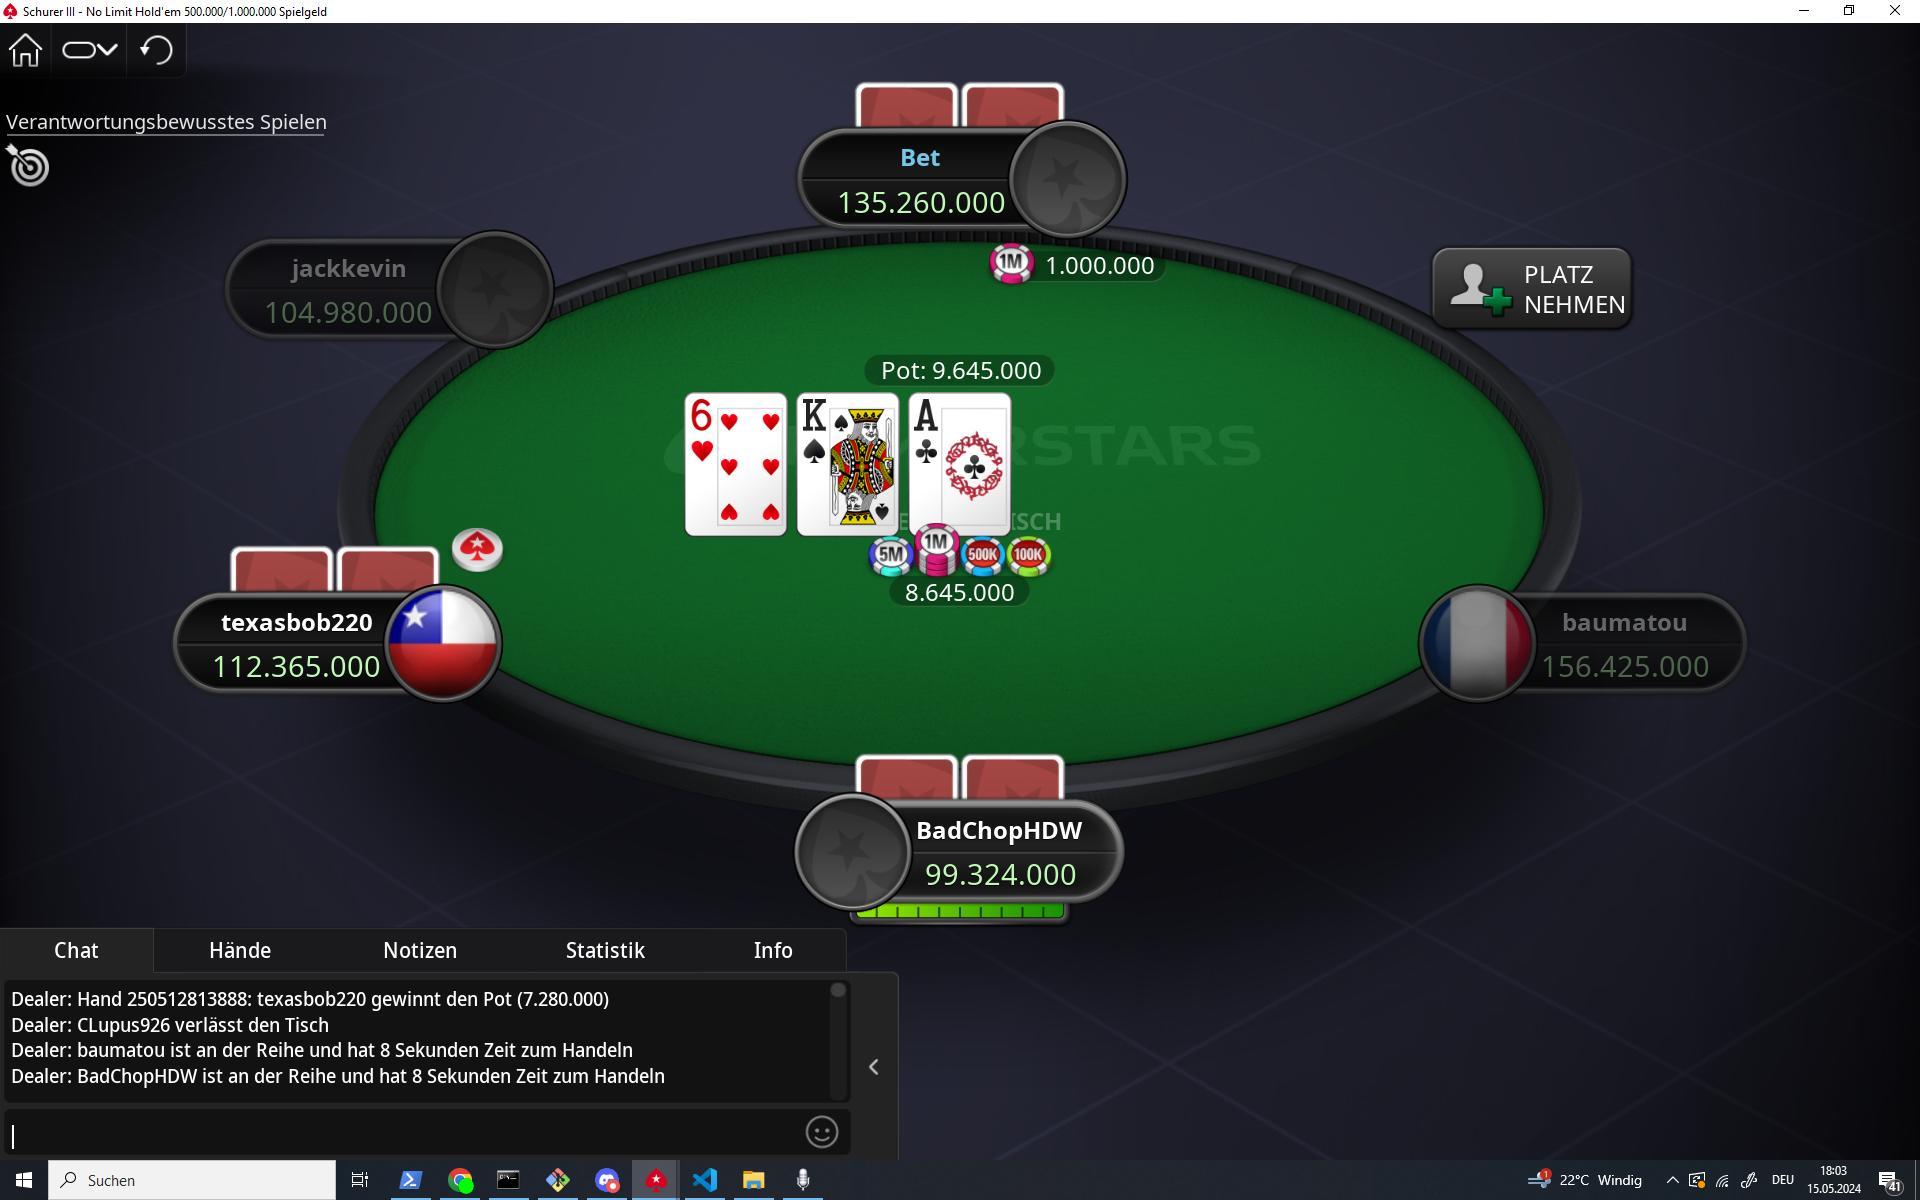 Schurer III - No Limit Hold'em 500.000/1.000.000 Spielgeld
Verantwortungsbewusstes Spielen
Bet
135.260.000
jackkevin
104.980.000
1M
1.000.000
PLATZ
NEHMEN
Pot: 9.645.000
6
K
A
RSTARS
ISCH
5M
1M
500K
100K
8.645.000
texasbob220
112.365.000
baumatou
156.425.000
BadChopHDW
99.324.000
Chat
Hände
Notizen
Statistik
Info
Dealer: Hand 250512813888: texasbob220 gewinnt den Pot (7.280.000)
Dealer: CLupus926 verlässt den Tisch
Dealer: baumatou ist an der Reihe und hat 8 Sekunden Zeit zum Handeln
Dealer: BadChopHDW ist an der Reihe und hat 8 Sekunden Zeit zum Handeln
Suchen
1
22°C Windig
DEU
18:03
15.05.2024
41